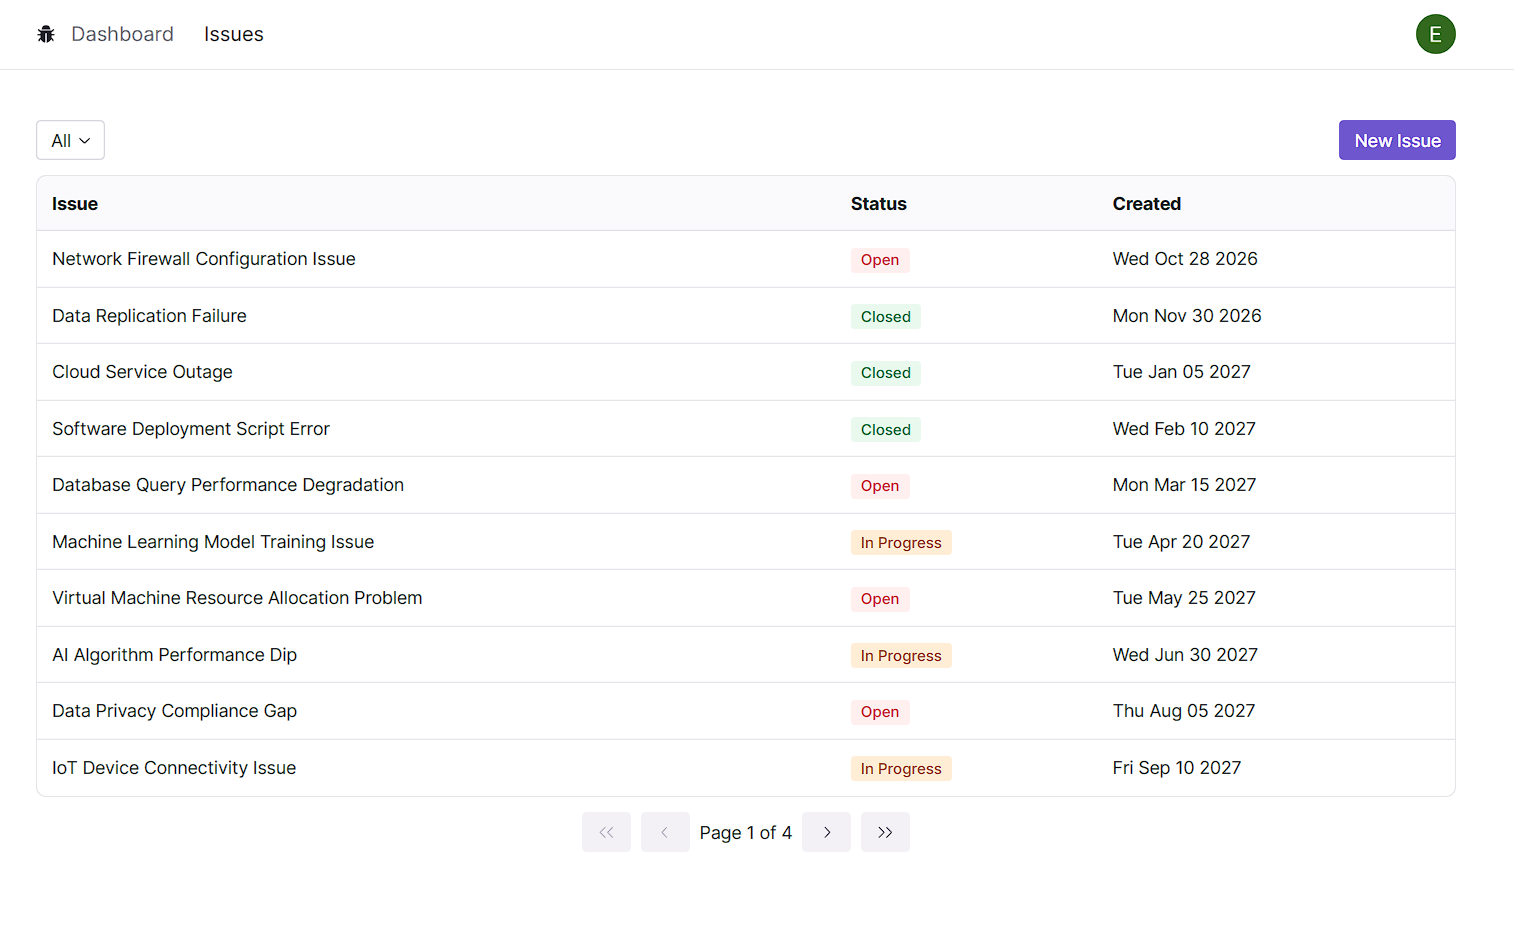 Dashboard Issues E
All New Issue
Issue Status Created
Network Firewall Configuration Issue Open Wed Oct 28 2026
Data Replication Failure Closed Mon Nov 30 2026
Cloud Service Outage Closed Tue Jan 05 2027
Software Deployment Script Error Closed Wed Feb 10 2027
Database Query Performance Degradation Open Mon Mar 15 2027
Machine Learning Model Training Issue In Progress Tue Apr 20 2027
Virtual Machine Resource Allocation Problem Open Tue May 25 2027
AI Algorithm Performance Dip In Progress Wed Jun 30 2027
Data Privacy Compliance Gap Open Thu Aug 05 2027
IoT Device Connectivity Issue In Progress Fri Sep 10 2027
Page 1 of 4